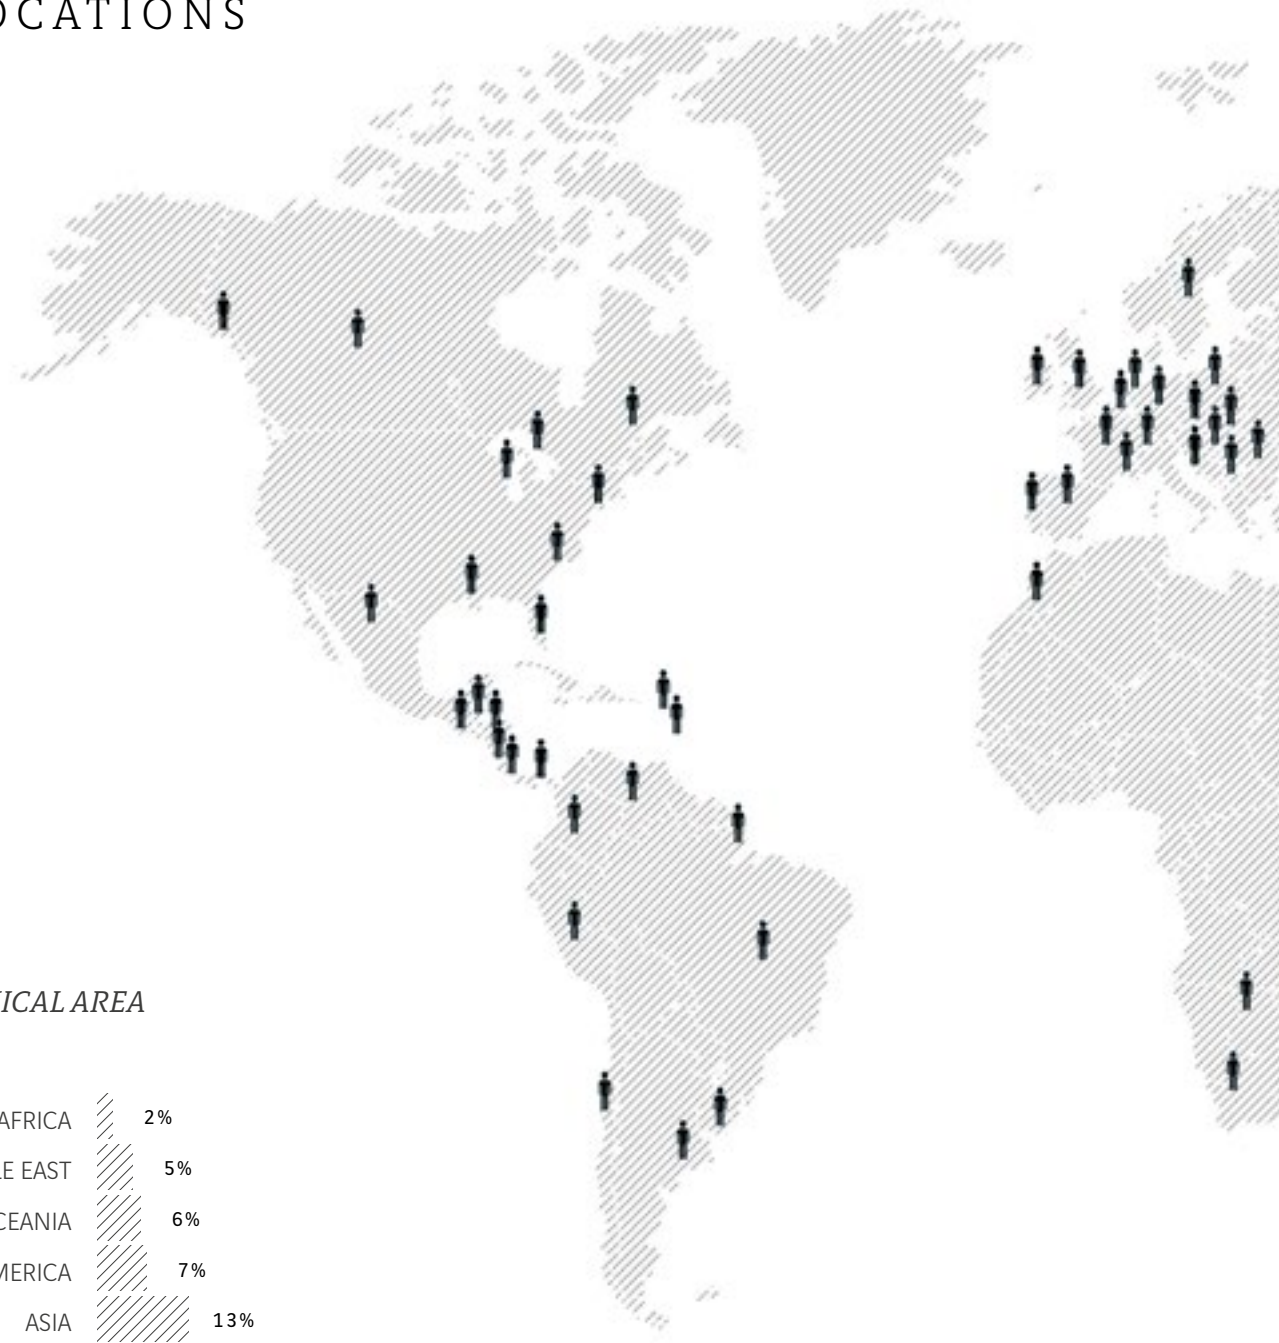 OCATIONS
ICAL AREA
AFRICA 2%
LE EAST 5%
CEANIA 6%
MERICA 7%
ASIA 13%